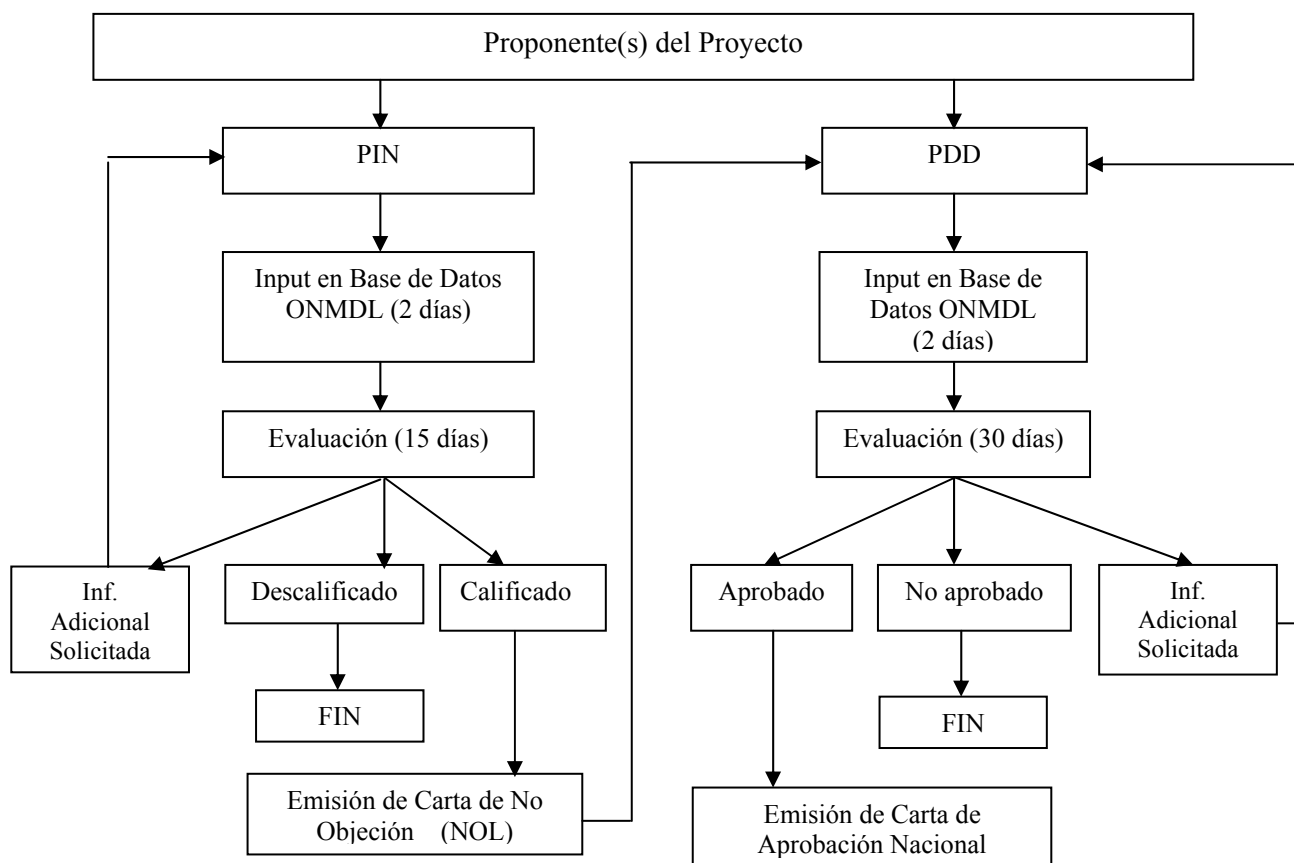 Proponente(s) del Proyecto
PIN
PDD
Input en Base de Datos
ONMDL (2 días)
Input en Base de
Datos ONMDL
(2 días)
Evaluación (15 días)
Evaluación (30 días)
Inf.
Adicional
Solicitada
Descalificado
Calificado
Aprobado
No aprobado
Inf.
Adicional
Solicitada
FIN
FIN
Emisión de Carta de No
Objeción (NOL)
Emisión de Carta de
Aprobación Nacional